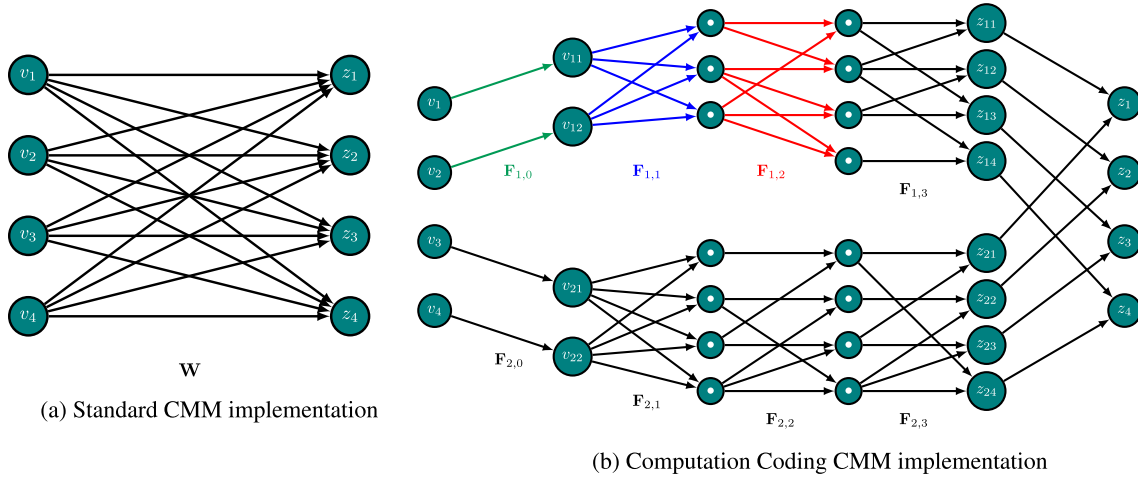 v1
v2
v3
v4
z1
z2
z3
z4
W
(a) Standard CMM implementation
v1
v2
v3
v4
v11
v12
v21
v22
F1,0
F1,1
F1,2
F1,3
F2,0
F2,1
F2,2
F2,3
z11
z12
z13
z14
z21
z22
z23
z24
z1
z2
z3
z4
(b) Computation Coding CMM implementation